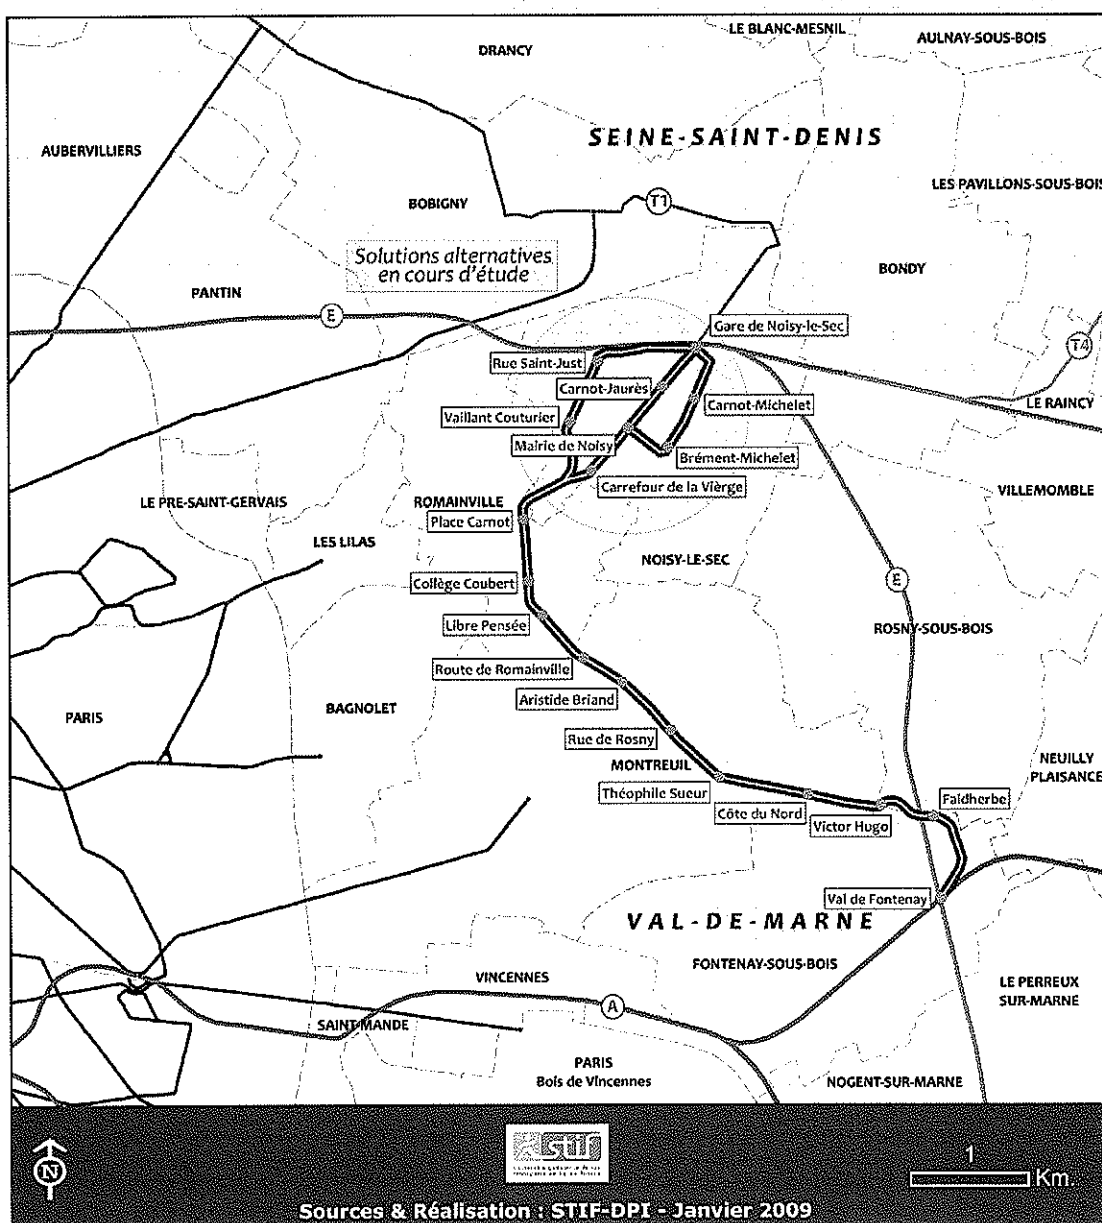 LE BLANC-MESNIL
AULNAY-SOUS-BOIS
DRANCY
SEINE-SAINT-DENIS
AUBERVILLIERS
LES PAVILLONS-SOUS-BOIS
BOBIGNY
T1
Solutions alternatives
en cours d'étude
BONDY
PANTIN
E
Gare de Noisy-le-Sec
T4
Rue Saint-Just
Carnot-Jaurès
Carnot-Michelet
LE RAINCY
Vaillant Couturier
Mairie de Noisy
Brément-Michelet
Carrefour de la Vièrge
VILLEMOMBLE
LE PRE-SAINT-GERVAIS
ROMAINVILLE
Place Carnot
LES LILAS
NOISY-LE-SEC
Collège Coubert
E
Libre Pensée
ROSNY-SOUS-BOIS
Route de Romainville
Aristide Briand
PARIS
BAGNOLET
Rue de Rosny
MONTREUIL
NEUILLY
PLAISANCE
Théophile Sueur
Côte du Nord
Victor Hugo
Faidherbe
Val de Fontenay
VAL-DE-MARNE
FONTENAY-SOUS-BOIS
VINCENNES
LE PERREUX
SUR-MARNE
A
SAINT-MANDE
PARIS
Bois de Vincennes
NOGENT-SUR-MARNE
N
stif
1
Km.
Sources & Réalisation : STIF-DPI - Janvier 2009